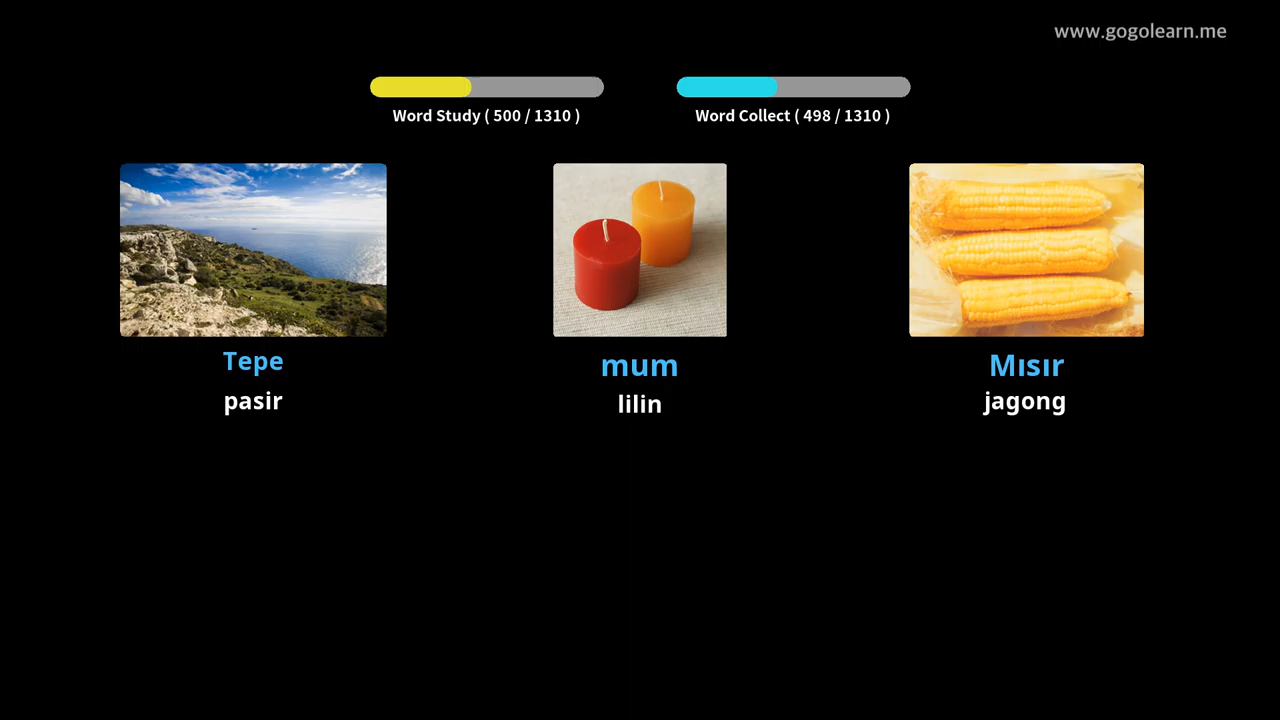 www.gogolearn.me
Word Study ( 500 / 1310 )
Word Collect ( 498 / 1310 )
Tepe
pasir
mum
lilin
Mısır
jagong